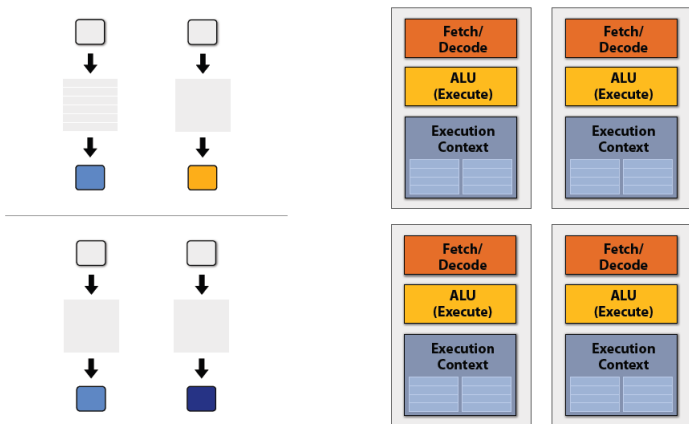 Fetch/
Decode
ALU
(Execute)
Execution
Context
Fetch/
Decode
ALU
(Execute)
Execution
Context
Fetch/
Decode
ALU
(Execute)
Execution
Context
Fetch/
Decode
ALU
(Execute)
Execution
Context